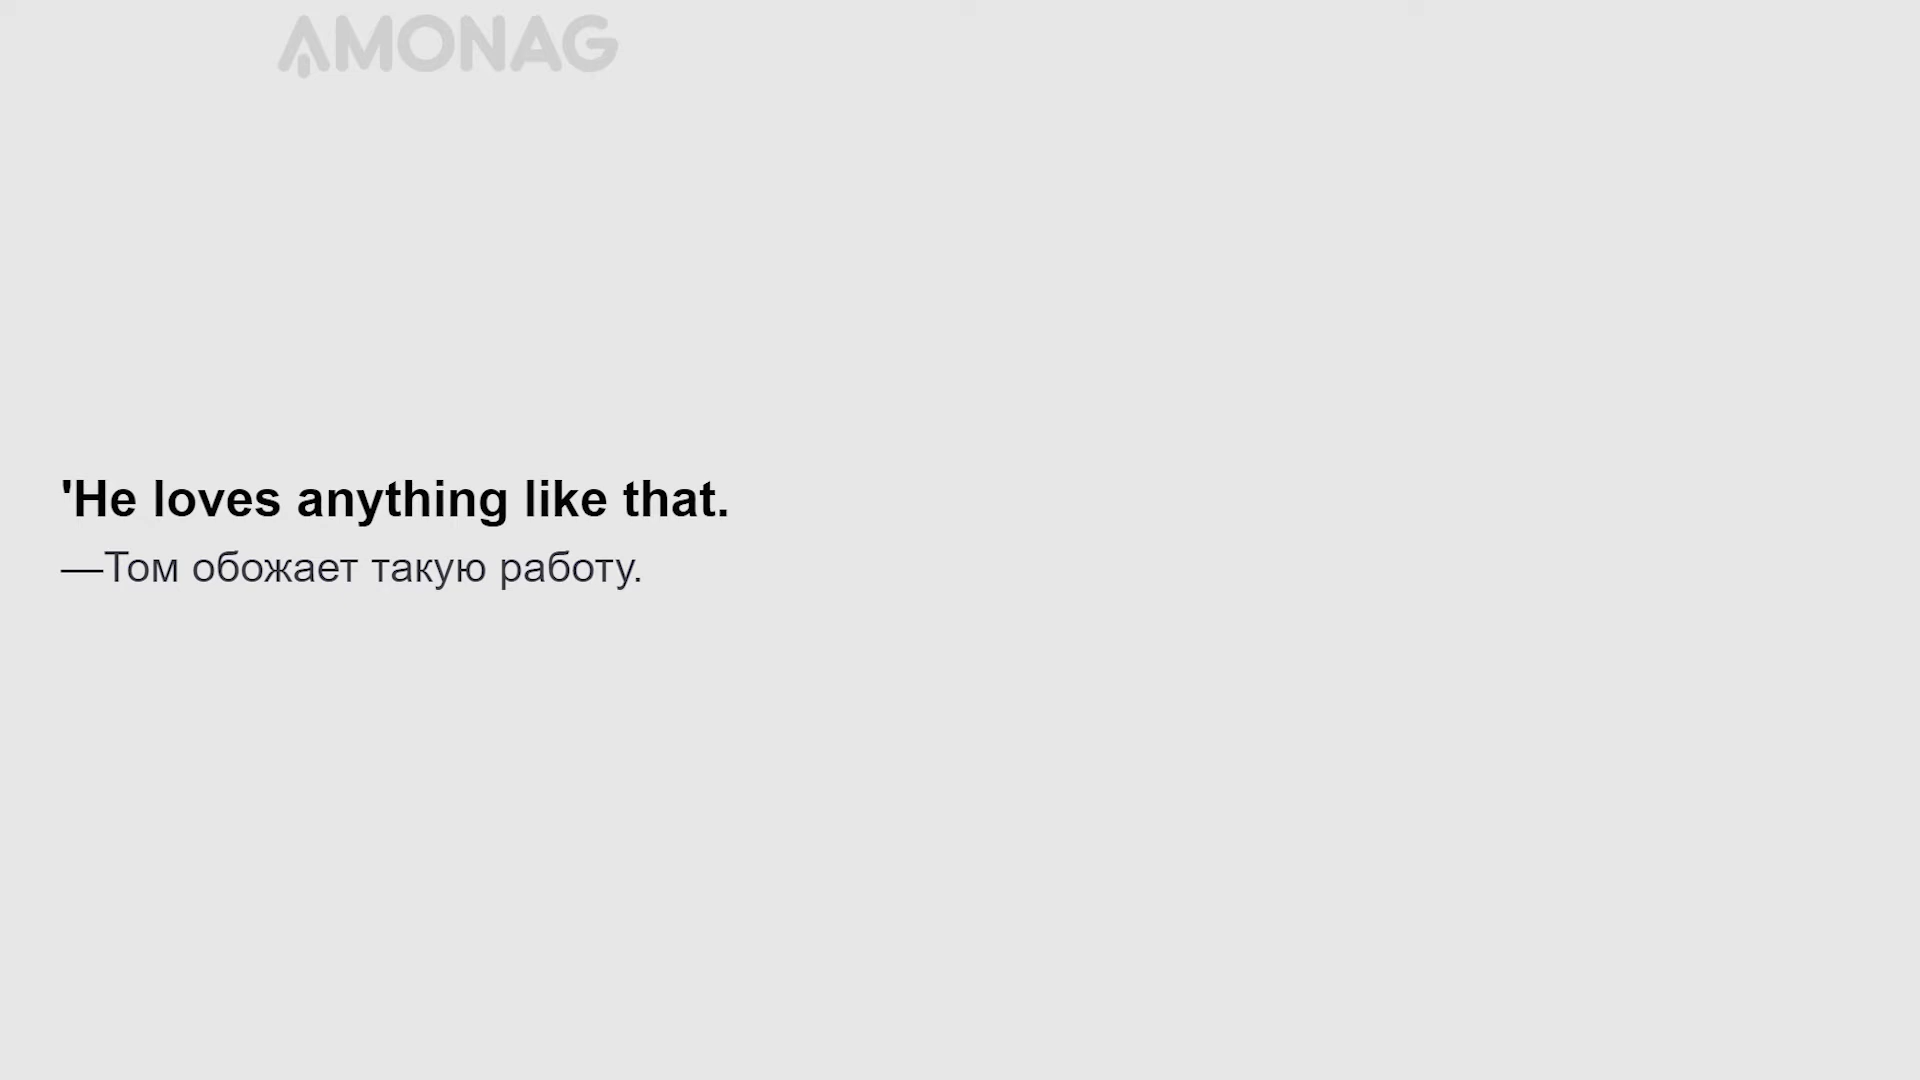 AMONAG
'He loves anything like that.
—Том обожает такую работу.